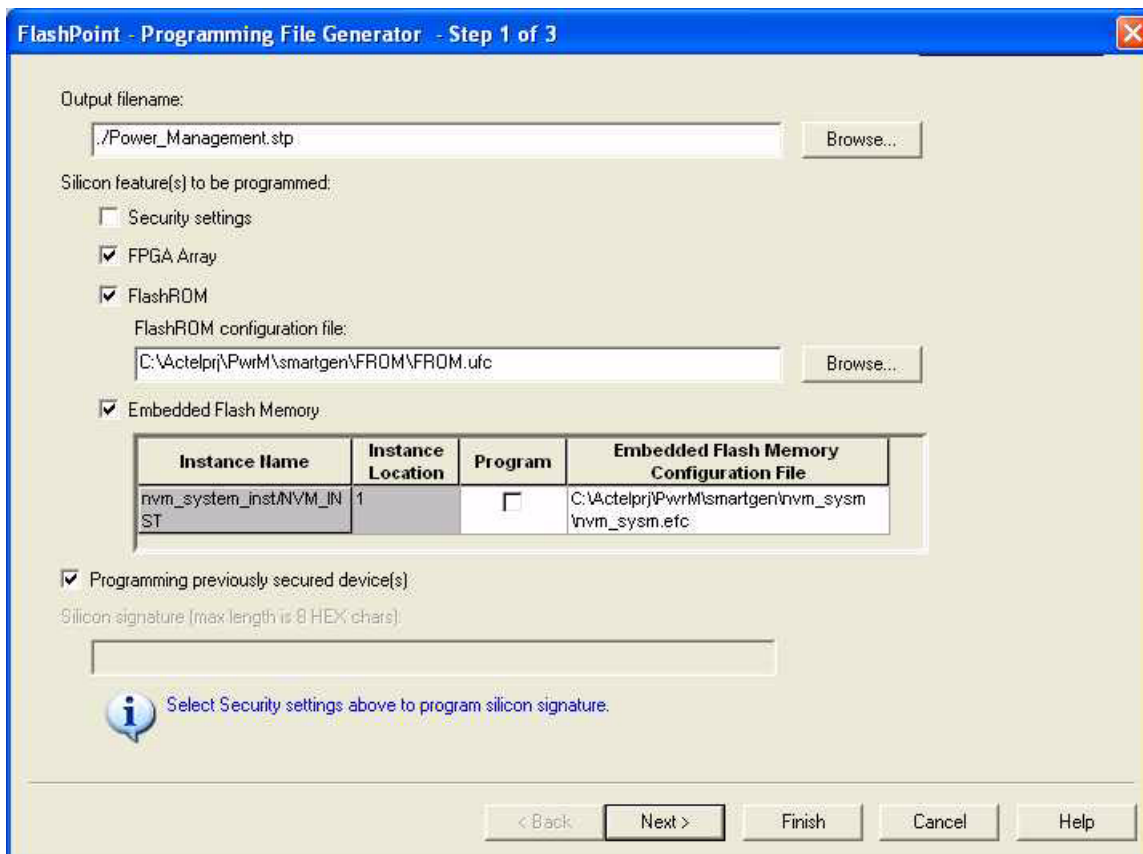 FlashPoint - Programming File Generator - Step 1 of 3
Output filename:
./Power_Management.stp
Browse...
Silicon feature(s) to be programmed:
Security settings
FPGA Array
FlashROM
FlashROM configuration file:
C:\Actelprj\PwrM\smartgen\FROM\FROM.ufc
Browse...
Embedded Flash Memory
Instance Name
Instance
Location
Program
Embedded Flash Memory
Configuration File
nvm_system_inst/NVM_IN
ST
1
C:\Actelprj\PwrM\smartgen\nvm_sysm
\nvm_sysm.efc
Programming previously secured device(s)
Silicon signature (max length is 8 HEX chars):
Select Security settings above to program silicon signature.
< Back
Next >
Finish
Cancel
Help